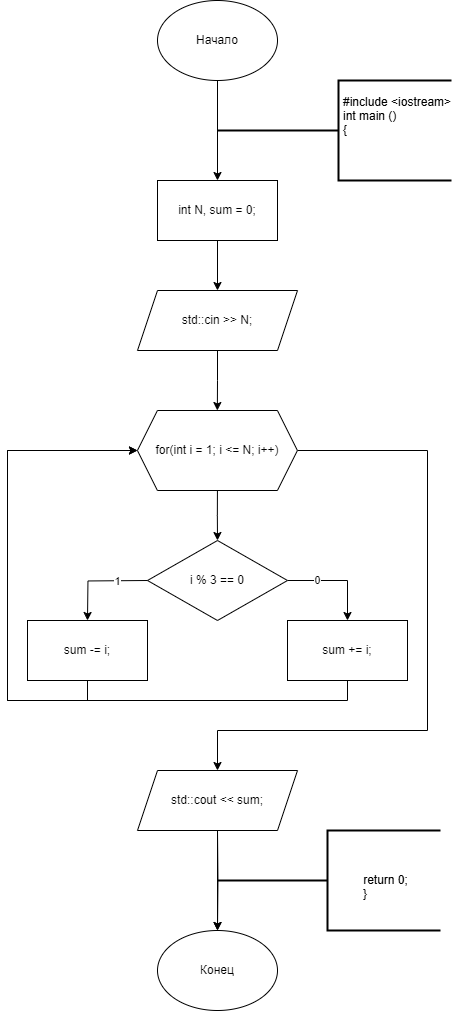 Начало
#include <iostream>
int main ()
{
int N, sum = 0;
std::cin >> N;
for(int i = 1; i <= N; i++)
i % 3 == 0
1
0
sum -= i;
sum += i;
std::cout << sum;
return 0;
}
Конец